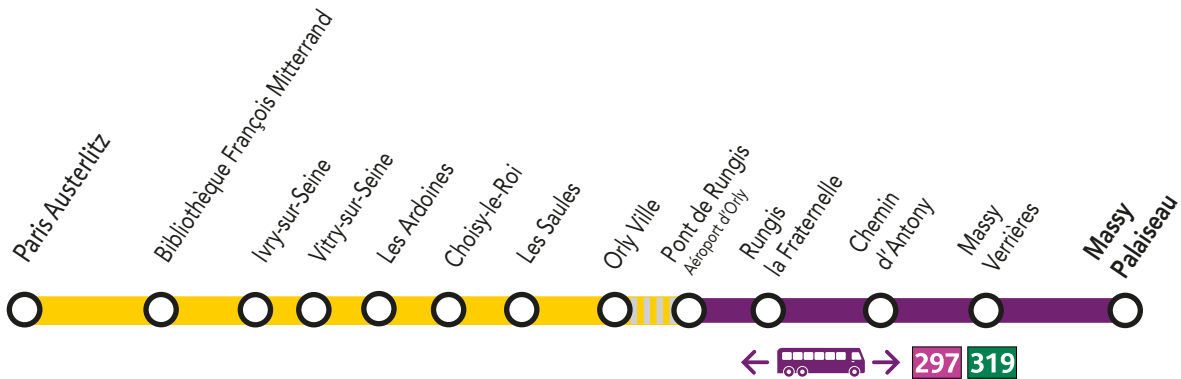 Paris Austerlitz
Bibliothèque François Mitterrand
Ivry-sur-Seine
Vitry-sur-Seine
Les Ardoines
Choisy-le-Roi
Les Saules
Orly Ville
Pont de Rungis
Aéroport d'Orly
Rungis
la Fraternelle
Chemin
d'Antony
Massy
Verrières
Massy
Palaiseau
297 319